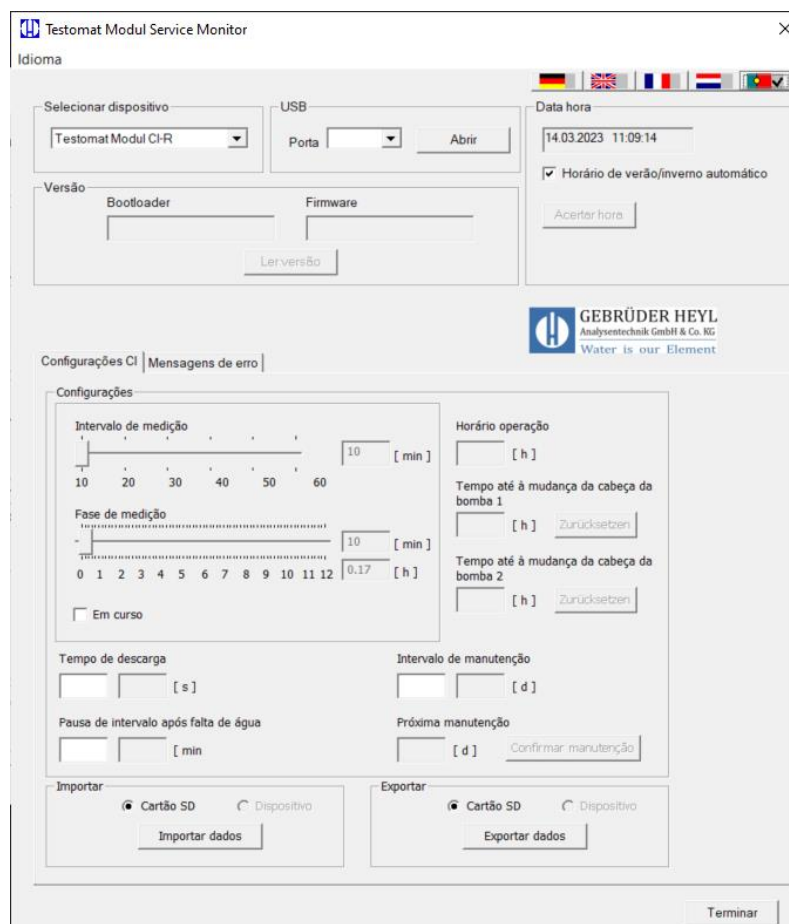 Testomat Modul Service Monitor
Idioma
Selecionar dispositivo
Testomat Modul CI-R
USB
Porta
Abrir
Data hora
14.03.2023 11:09:14
Horário de verão/inverno automático
Acertar hora
Versão
Bootloader
Firmware
Ler versão
GEBRÜDER HEYL
Analysentechnik GmbH & Co. KG
Water is our Element
Configurações CI
Mensagens de erro
Configurações
Intervalo de medição
10
[ min ]
10 20 30 40 50 60
Fase de medição
10
[ min ]
0 1 2 3 4 5 6 7 8 9 10 11 12
0.17
[ h ]
Em curso
Horário operação
[ h ]
Tempo até à mudança da cabeça da
bomba 1
[ h ]
Zurücksetzen
Tempo até à mudança da cabeça da
bomba 2
[ h ]
Zurücksetzen
Tempo de descarga
[ s ]
Intervalo de manutenção
[ d ]
Pausa de intervalo após falta de água
[ min
Próxima manutenção
[ d ]
Confirmar manutenção
Importar
Cartão SD
Dispositivo
Importar dados
Exportar
Cartão SD
Dispositivo
Exportar dados
Terminar